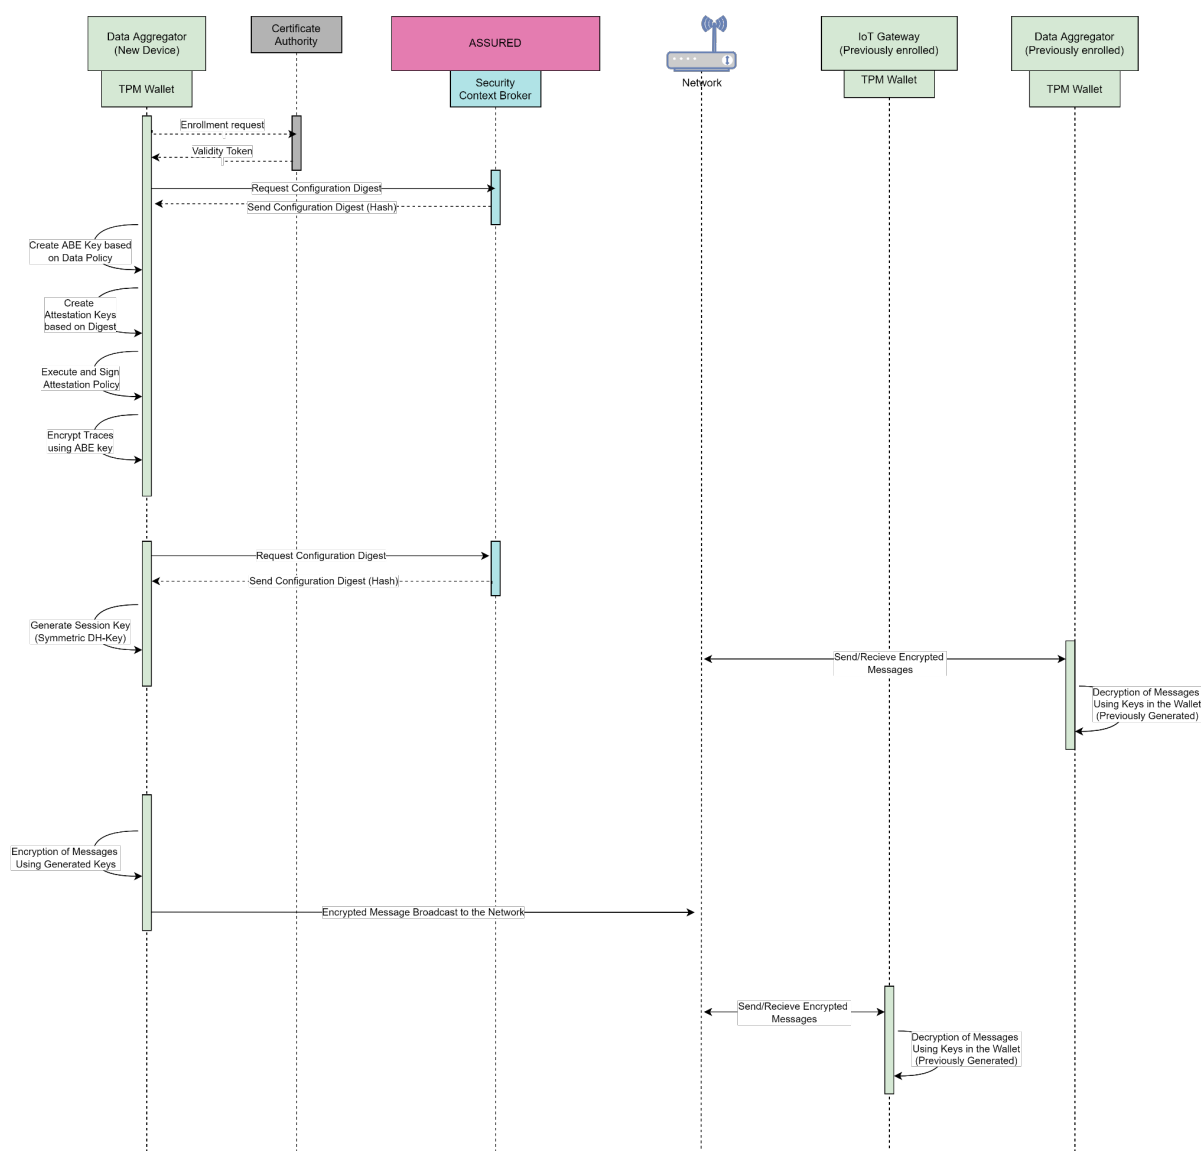 Data Aggregator
(New Device)
TPM Wallet
Certificate
Authority
ASSURED
Security
Context Broker
Network
IoT Gateway
(Previously enrolled)
TPM Wallet
Data Aggregator
(Previously enrolled)
TPM Wallet
Enrollment request
Validity Token
Request Configuration Digest
Send Configuration Digest (Hash)
Create ABE Key based
on Data Policy
Create
Attestation Keys
based on Digest
Execute and Sign
Attestation Policy
Encrypt Traces
using ABE key
Request Configuration Digest
Send Configuration Digest (Hash)
Generate Session Key
(Symmetric DH-Key)
Send/Recieve Encrypted
Messages
Decryption of Messages
Using Keys in the Wallet
(Previously Generated)
Encryption of Messages
Using Generated Keys
Encrypted Message Broadcast to the Network
Send/Recieve Encrypted
Messages
Decryption of Messages
Using Keys in the Wallet
(Previously Generated)